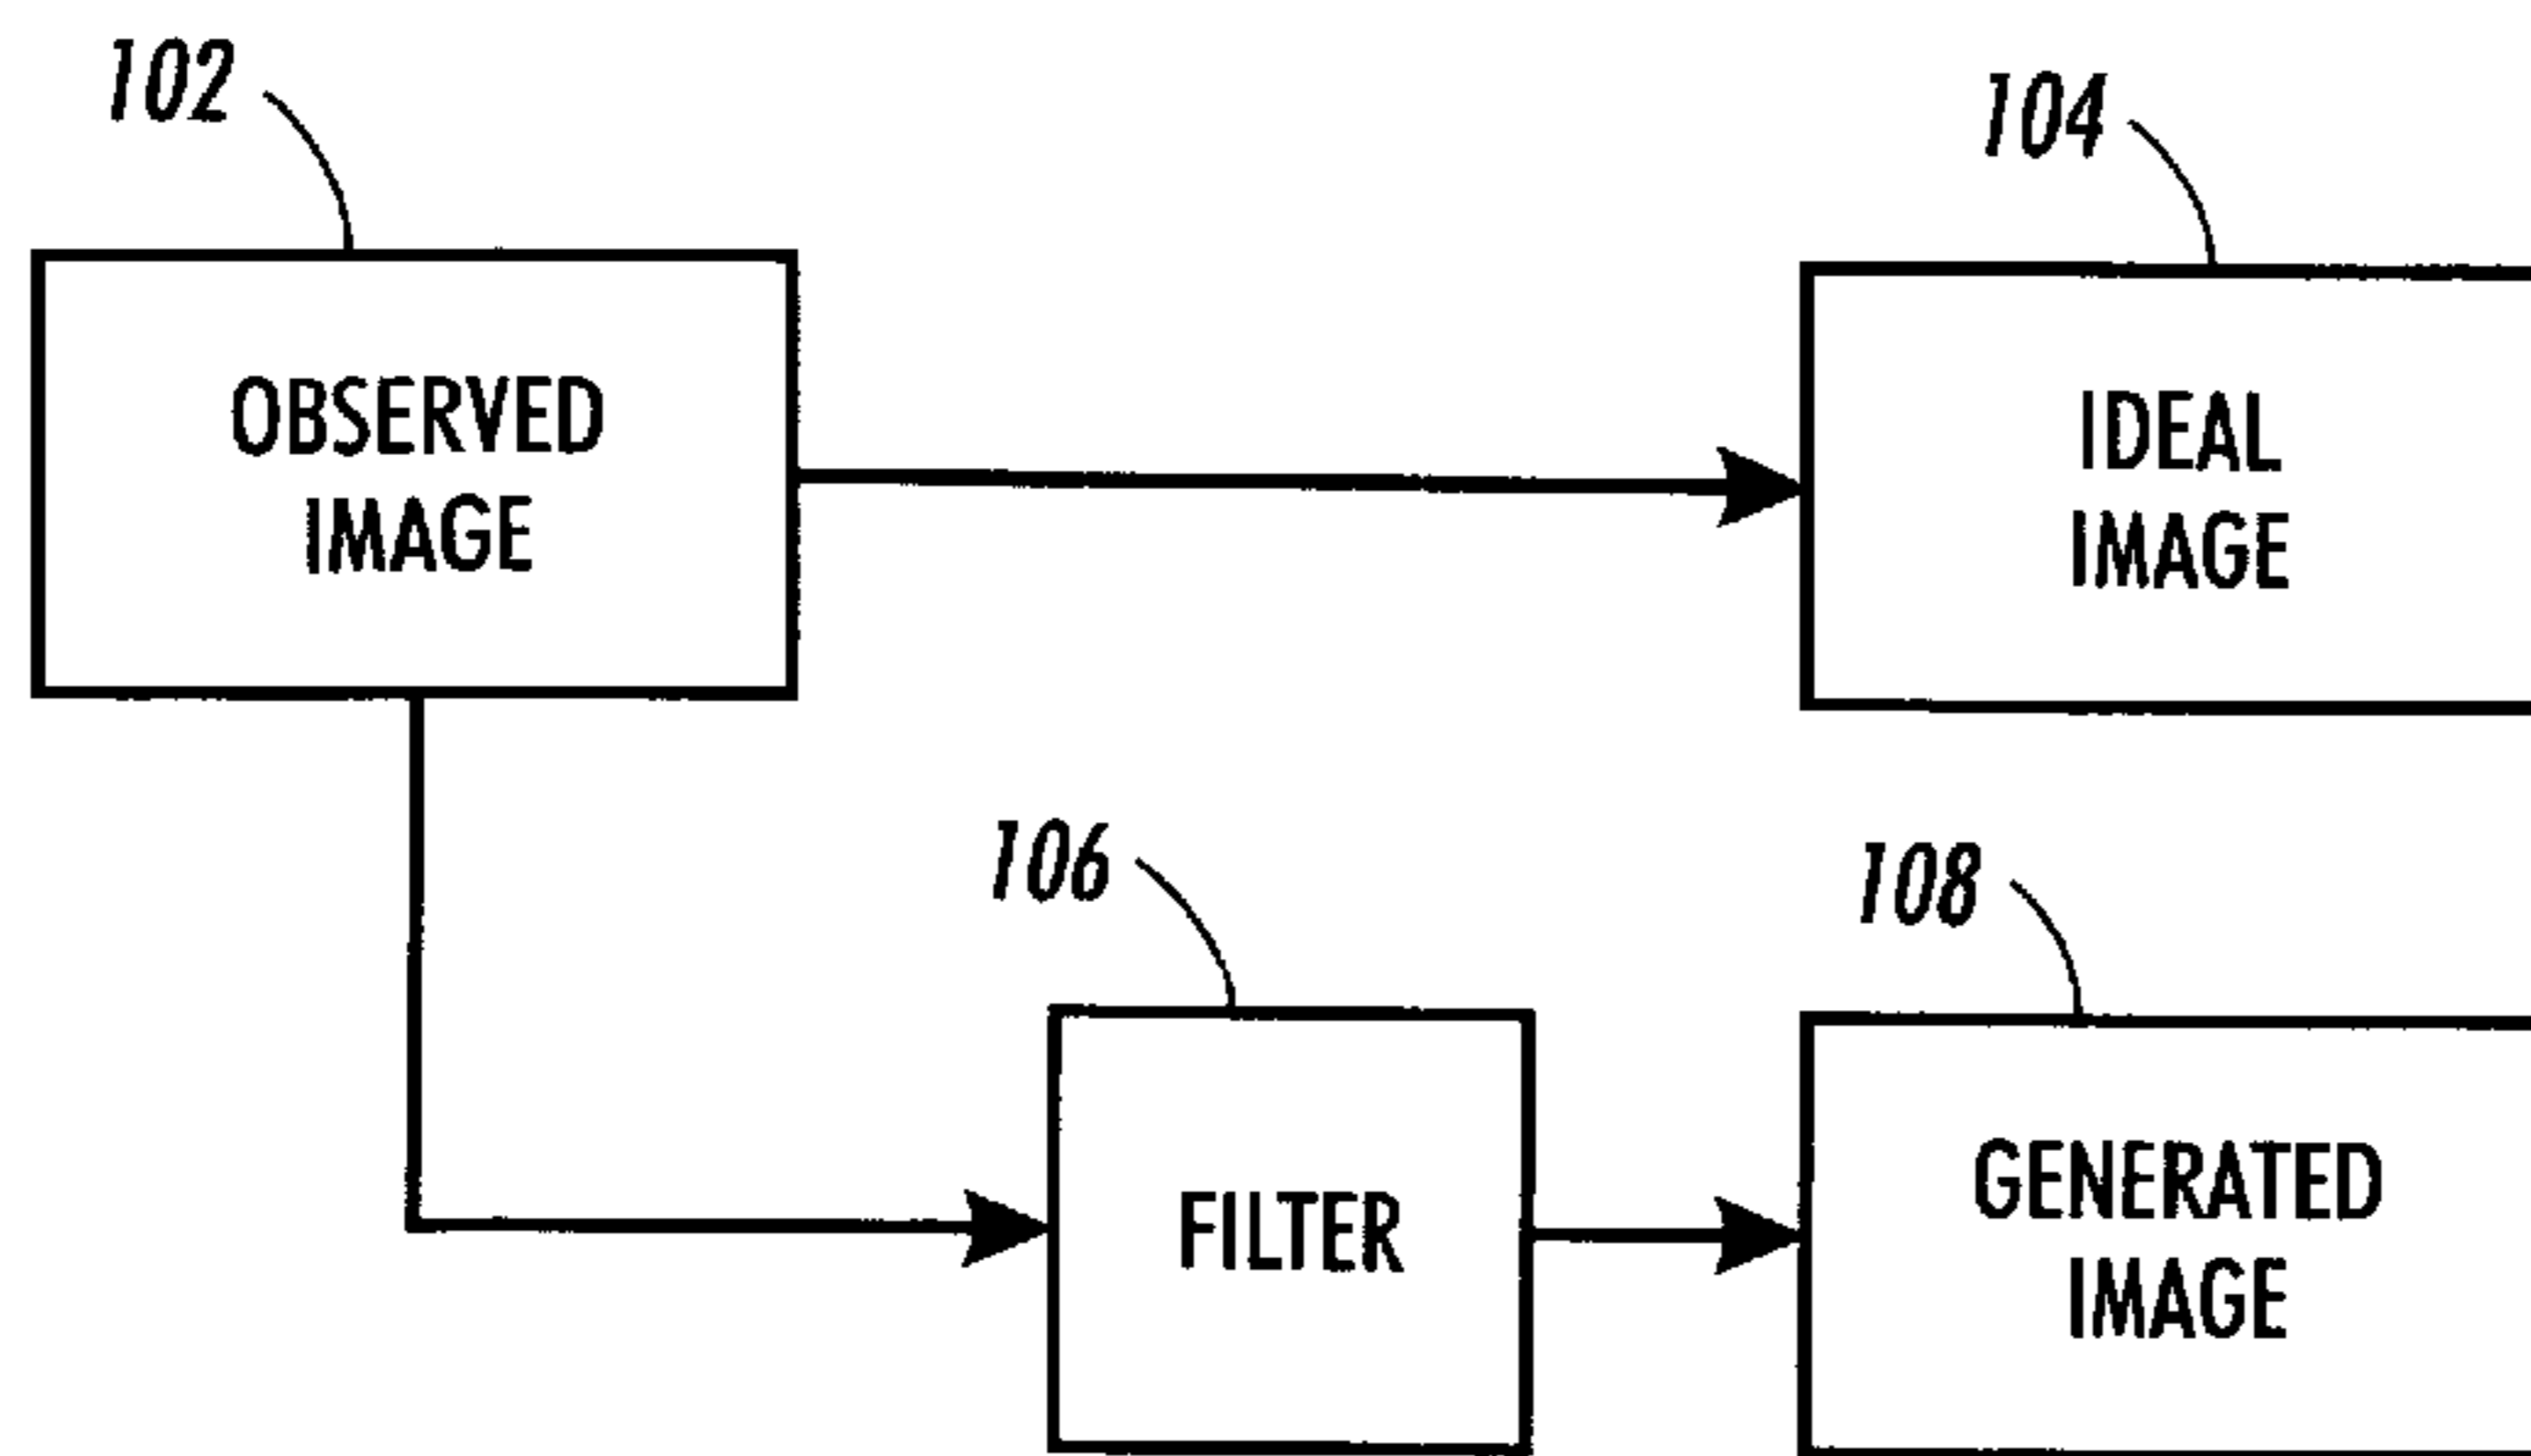 102
104
OBSERVED
IMAGE
IDEAL
IMAGE
106
108
FILTER
GENERATED
IMAGE